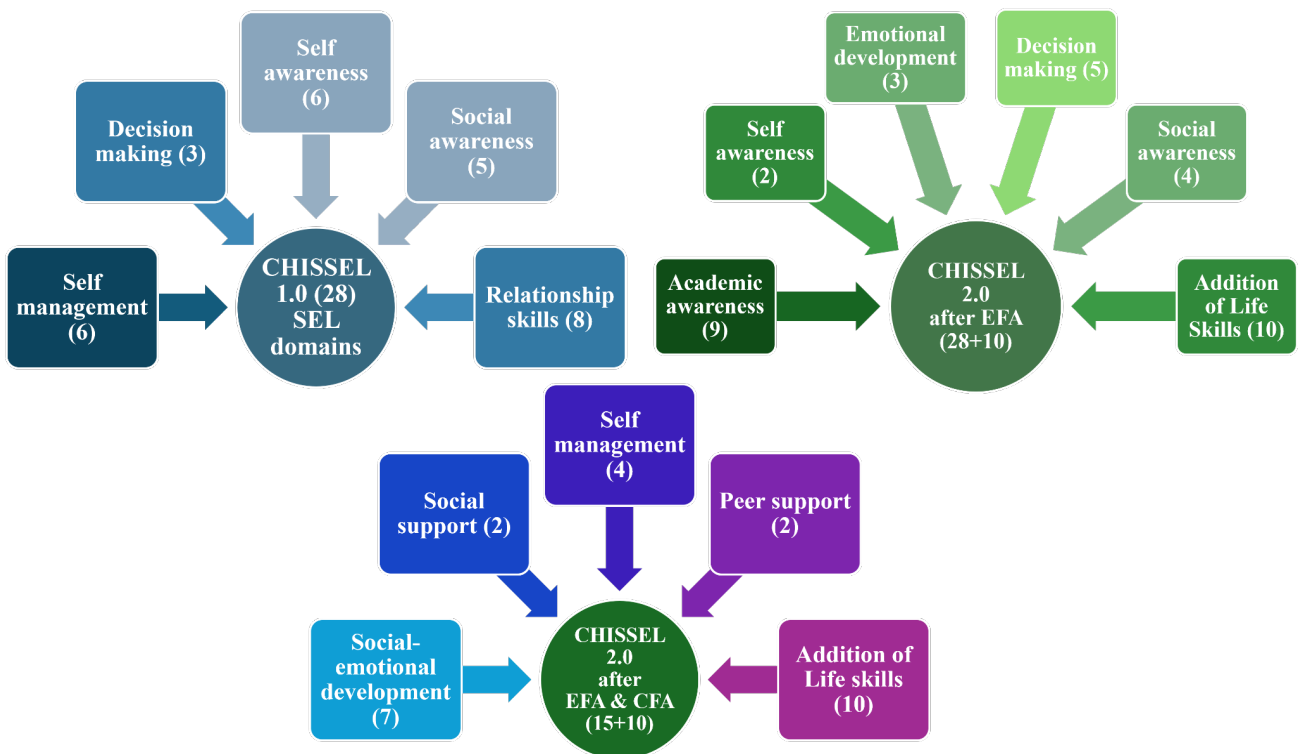 Self
awareness
(6)
Decision
making (3)
Social
awareness
(5)
Self
management
(6)
CHISSEL
1.0 (28)
SEL
domains
Relationship
skills (8)
Emotional
development
(3)
Decision
making (5)
Self
awareness
(2)
Social
awareness
(4)
Academic
awareness
(9)
CHISSEL
2.0
after EFA
(28+10)
Addition
of Life
Skills (10)
Self
management
(4)
Social
support (2)
Peer support
(2)
Social-
emotional
development
(7)
CHISSEL
2.0
after
EFA & CFA
(15+10)
Addition of
Life skills
(10)